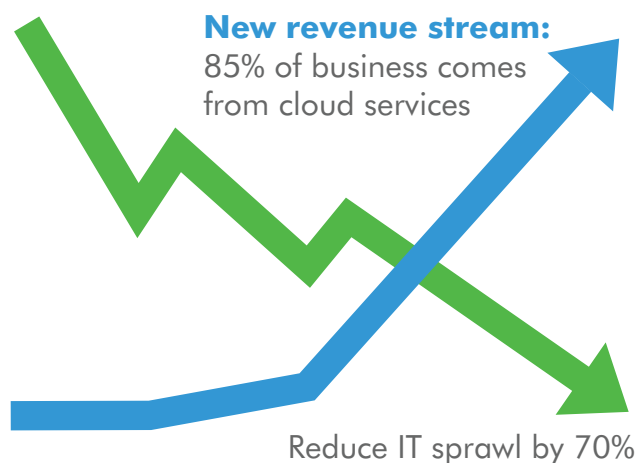 New revenue stream:
85% of business comes
from cloud services
Reduce IT sprawl by 70%